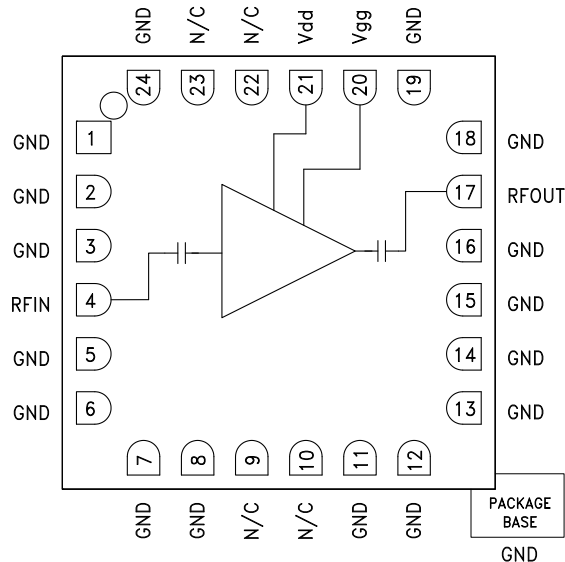 GND N/C N/C Vdd Vgg GND
24 23 22 21 20 19
GND 1 18 GND
GND 2 17 RFOUT
GND 3 16 GND
RFIN 4 15 GND
GND 5 14 GND
GND 6 13 GND
7 8 9 10 11 12
GND GND N/C N/C GND GND
PACKAGE
BASE
GND